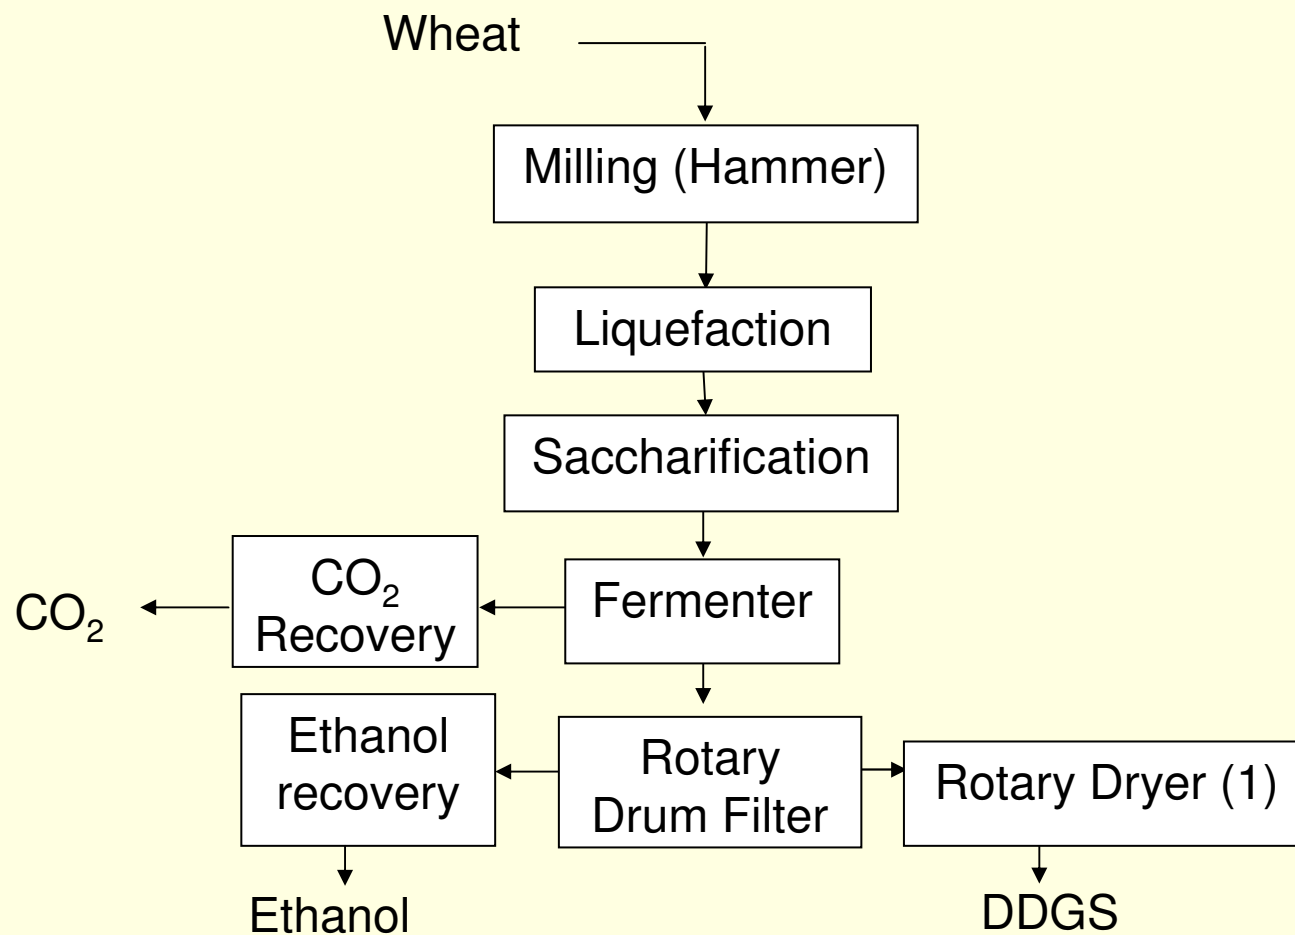 Wheat
Milling (Hammer)
Liquefaction
Saccharification
CO₂
CO₂
Recovery
Fermenter
Ethanol
recovery
Rotary
Drum Filter
Rotary Dryer (1)
Ethanol
DDGS